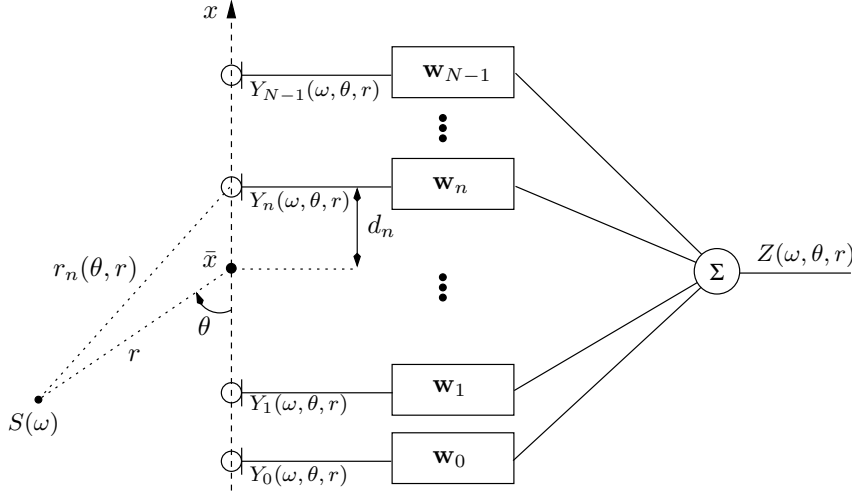 x
𝐰_{N−1}
Y_{N−1}(ω, θ, r)
𝐰_n
Y_n(ω, θ, r)
d_n
x̄
r_n(θ, r)
Σ
Z(ω, θ, r)
θ
r
S(ω)
𝐰_1
Y_1(ω, θ, r)
𝐰_0
Y_0(ω, θ, r)